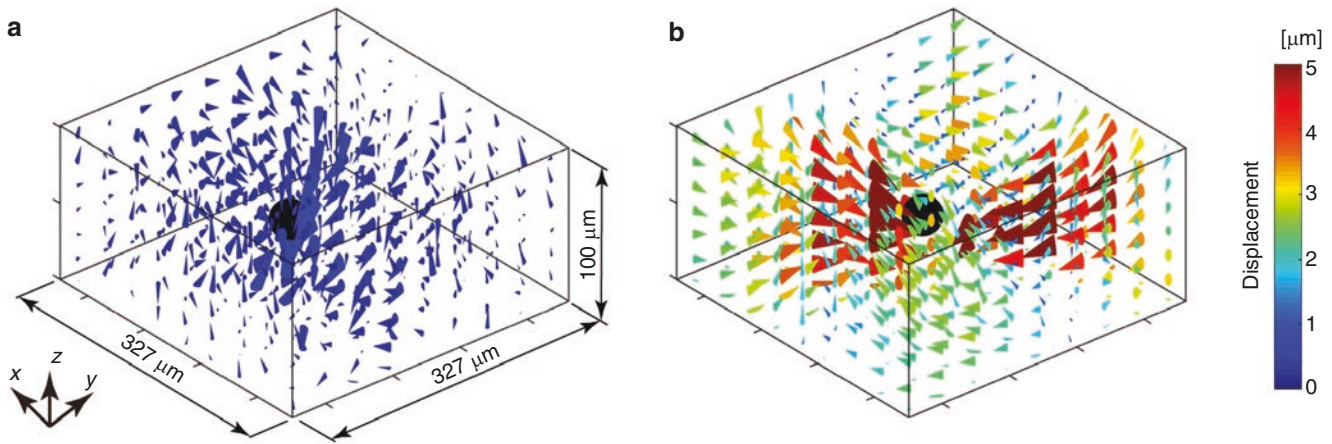 a
b
[μm]
5
4
3
2
1
0
Displacement
100 μm
327 μm
327 μm
x
z
y